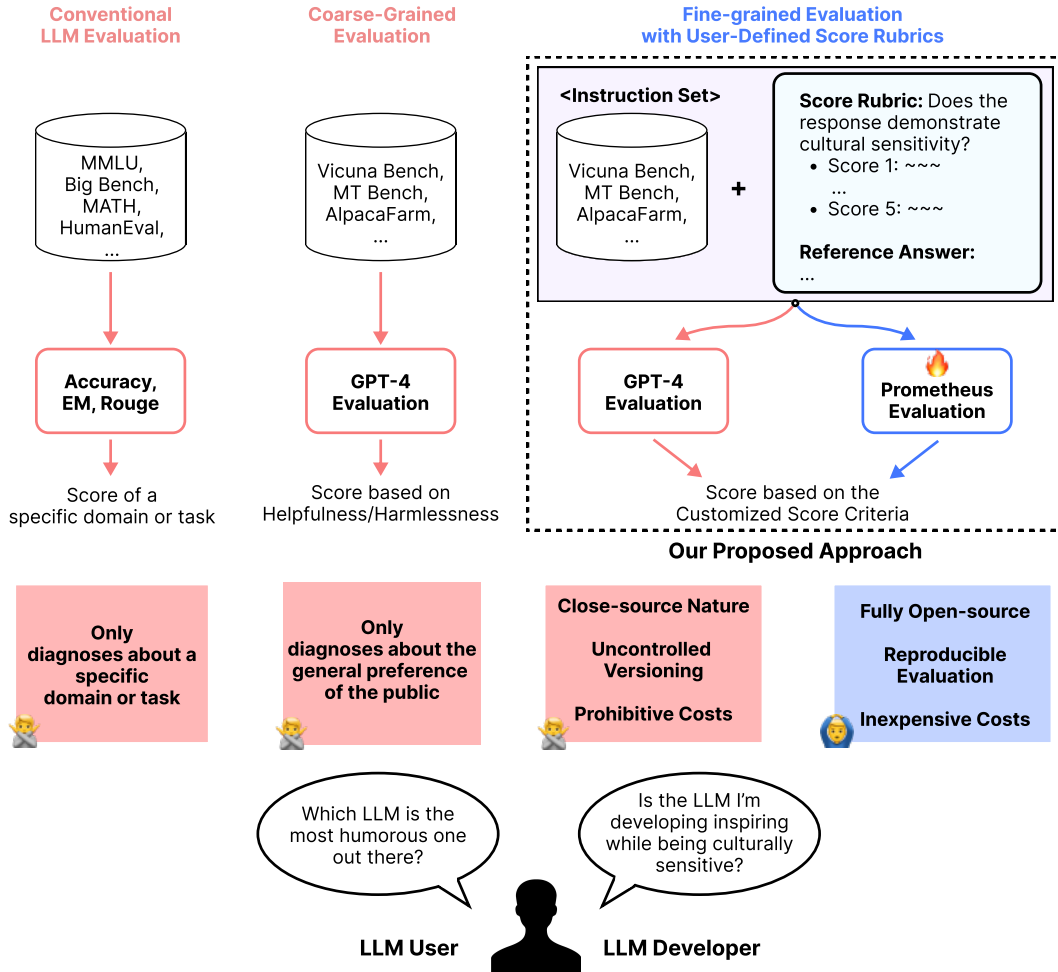 Conventional
LLM Evaluation
MMLU,
Big Bench,
MATH,
HumanEval,
...
Accuracy,
EM, Rouge
Score of a
specific domain or task
Only
diagnoses about a
specific
domain or task
Coarse-Grained
Evaluation
Vicuna Bench,
MT Bench,
AlpacaFarm,
...
GPT-4
Evaluation
Score based on
Helpfulness/Harmlessness
Only
diagnoses about the
general preference
of the public
Fine-grained Evaluation
with User-Defined Score Rubrics
<Instruction Set>
Vicuna Bench,
MT Bench,
AlpacaFarm,
...
+
Score Rubric: Does the
response demonstrate
cultural sensitivity?
• Score 1: ~~~
...
• Score 5: ~~~
Reference Answer:
...
GPT-4
Evaluation
Prometheus
Evaluation
Score based on the
Customized Score Criteria
Our Proposed Approach
Close-source Nature
Uncontrolled
Versioning
Prohibitive Costs
Fully Open-source
Reproducible
Evaluation
Inexpensive Costs
Which LLM is the
most humorous one
out there?
Is the LLM I'm
developing inspiring
while being culturally
sensitive?
LLM User
LLM Developer